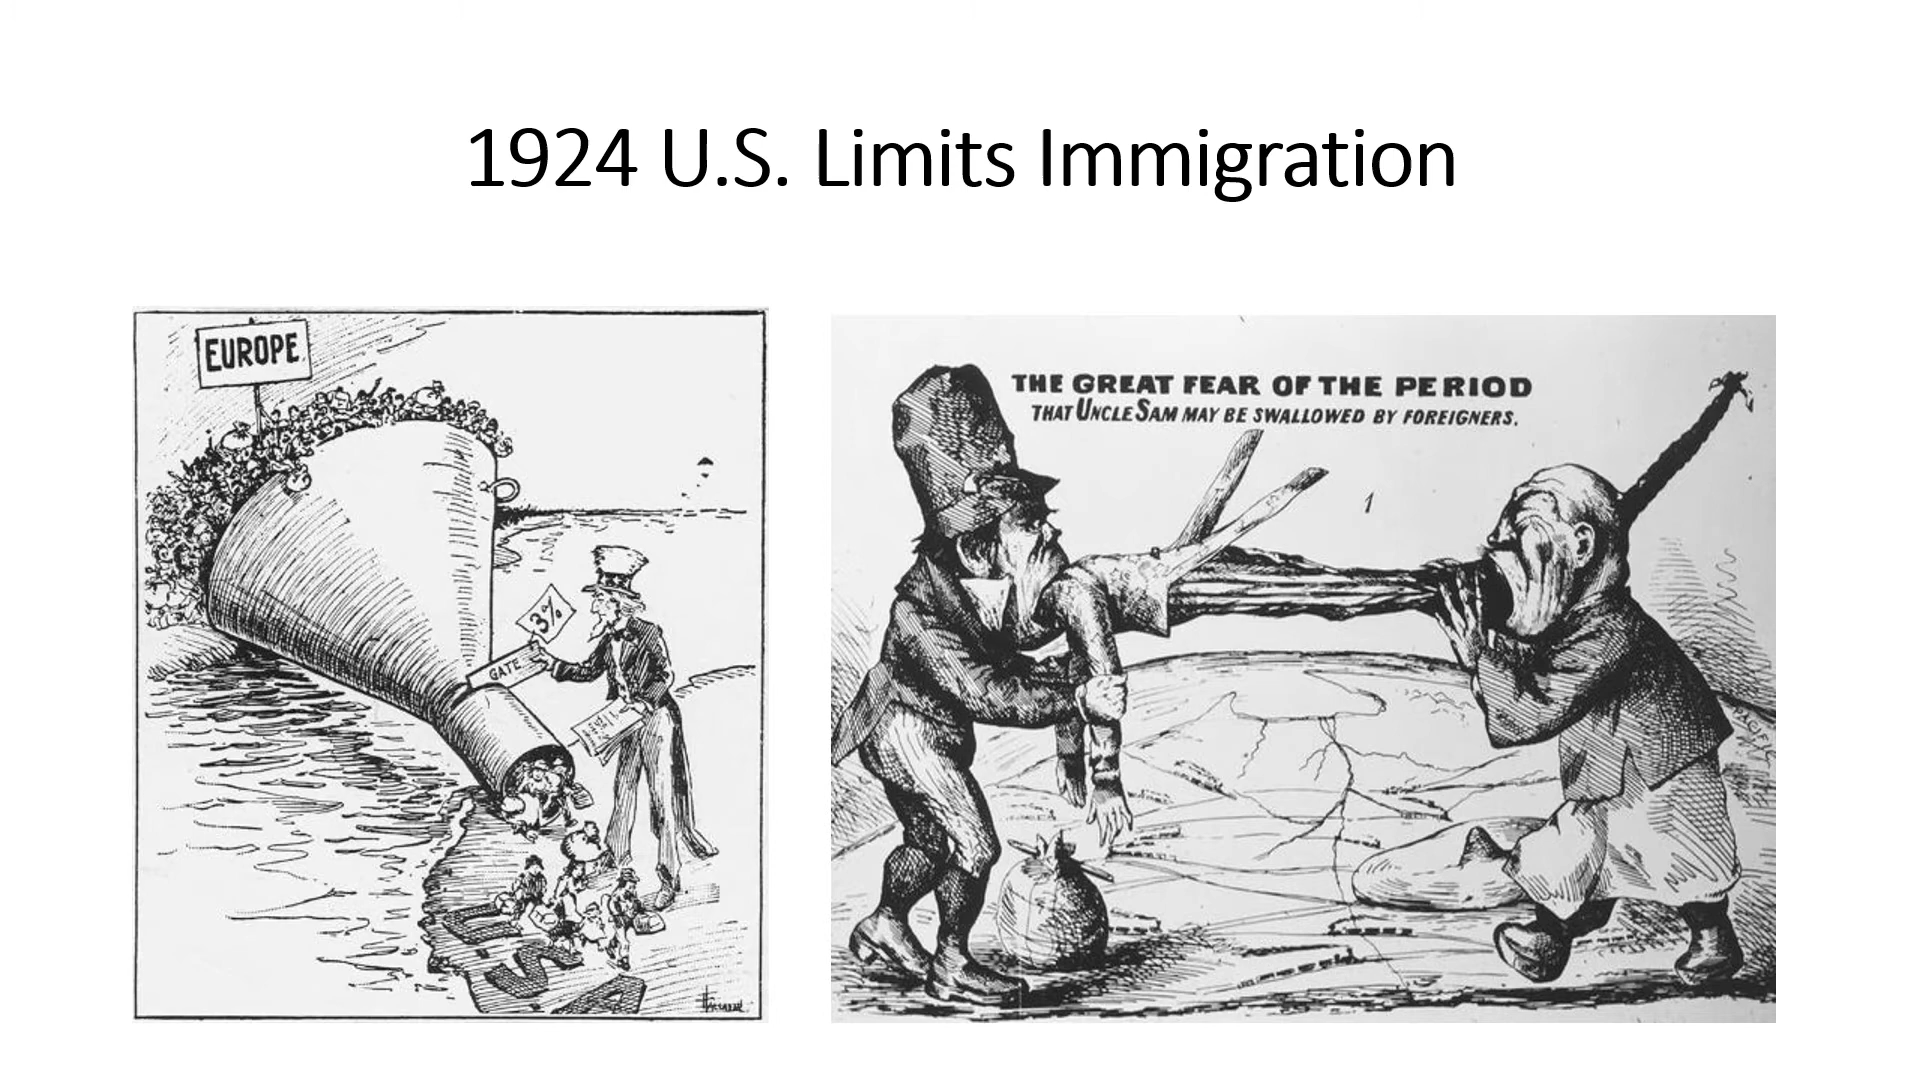 1924 U.S. Limits Immigration
EUROPE
3%
GATE
U S A
THE GREAT FEAR OF THE PERIOD
THAT UNCLE SAM MAY BE SWALLOWED BY FOREIGNERS.
1